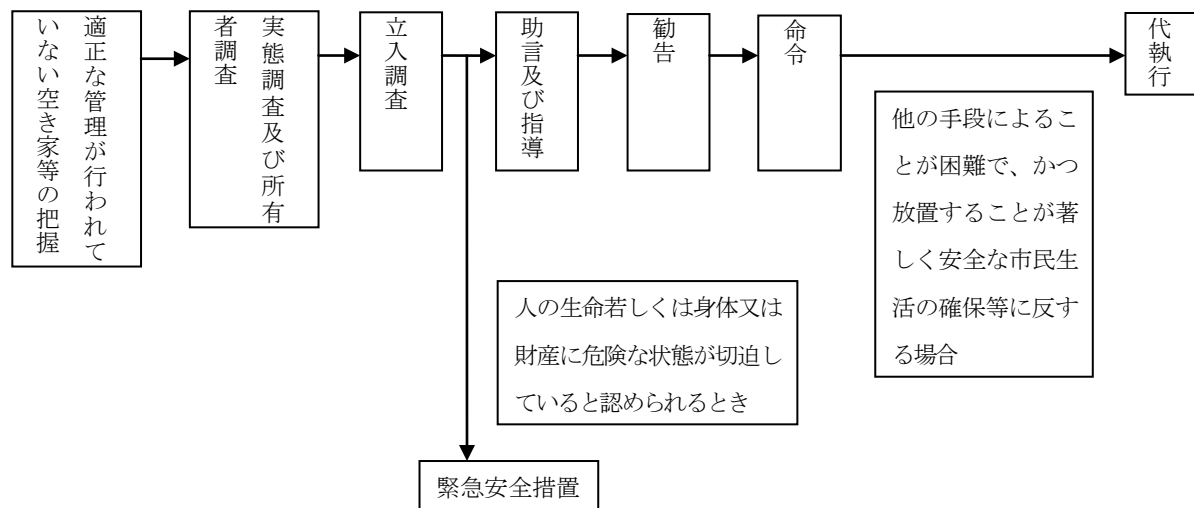 適正な管理が行われて
いない空き家等の把握
実態調査及び所有
者調査
立入調査
助言及び指導
勧告
命令
代執行
他の手段によるこ
とが困難で、かつ
放置することが著
しく安全な市民生
活の確保等に反す
る場合
人の生命若しくは身体又は
財産に危険な状態が切迫し
ていると認められるとき
緊急安全措置